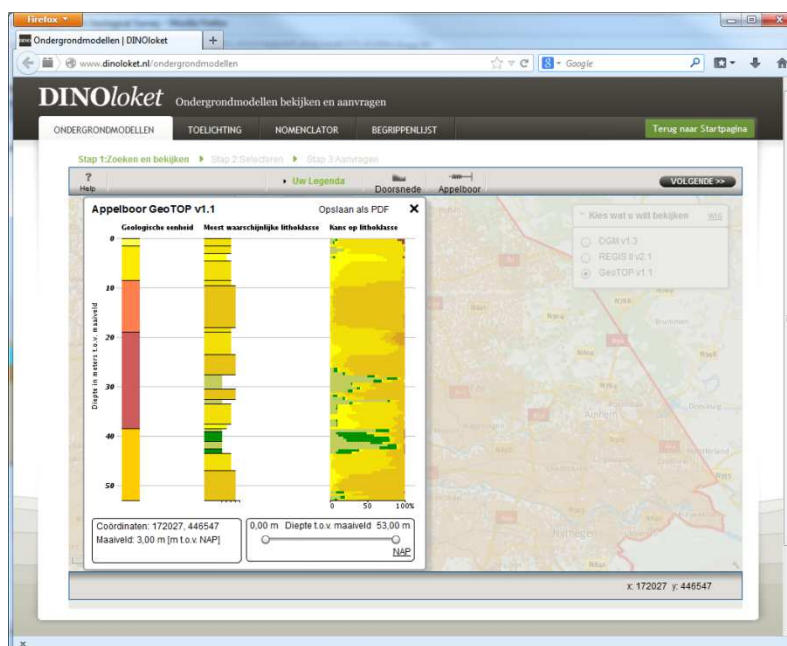 Firefox
Geological Survey - Mozilla Firefox
Ondergrondmodellen | DINOloket
www.dinoloket.nl/ondergrondmodellen
Google
DINOloket Ondergrondmodellen bekijken en aanvragen
ONDERGRONDMODELLEN TOELICHTING NOMENCLATOR BEGRIPPENLIJST Terug naar Startpagina
Stap 1:Zoeken en bekijken Stap 2:Selecteren Stap 3:Aanvragen
? Help Uw Legenda Doorsnede Appelboor VOLGENDE >>
Appelboor GeoTOP v1.1 Opslaan als PDF X
Geologische eenheid Meest waarschijnlijke lithoklasse Kans op lithoklasse
Diepte in meters t.o.v. maaiveld
0
10
20
30
40
50
0 50 100%
Coördinaten: 172027, 446547
Maaiveld: 3,00 m [m t.o.v. NAP]
0,00 m Diepte t.o.v. maaiveld 53,00 m
NAP
Kies wat u wilt bekijken
DGM v1.3
REGIS II v2.1
GeoTOP v1.1
Brummen
Arnhem
Nijmegen
x: 172027 y: 446547